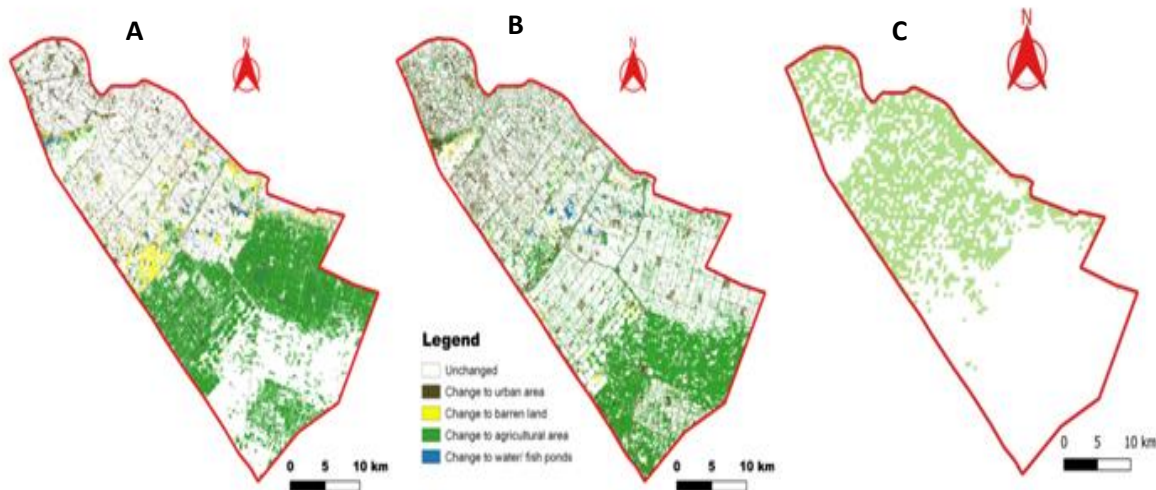 A
B
C
N
N
N
Legend
Unchanged
Change to urban area
Change to barren land
Change to agricultural area
Change to water/ fish ponds
0 5 10 km
0 5 10 km
0 5 10 km